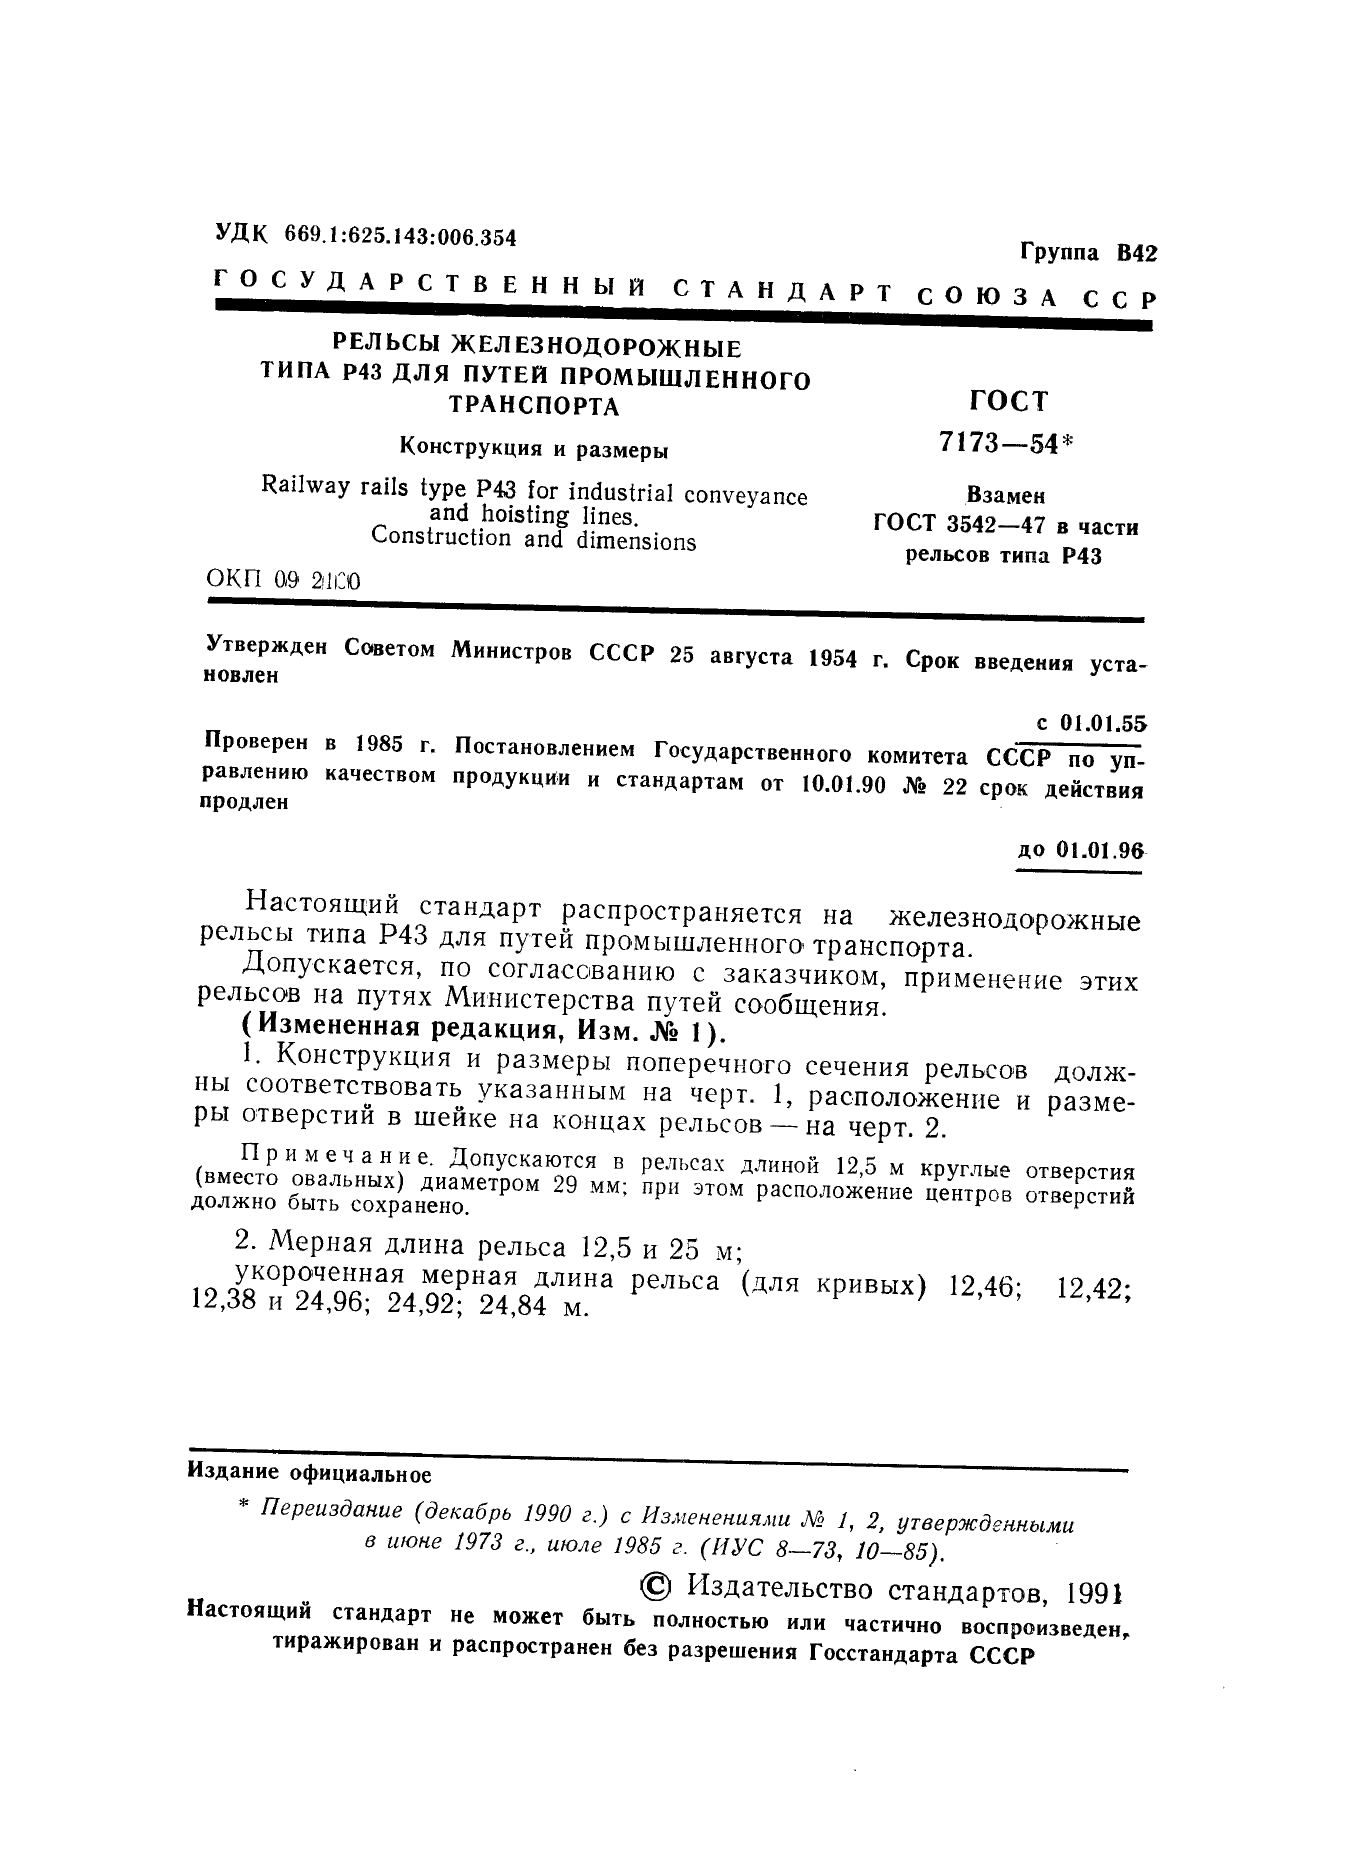 УДК 669.1:625.143:006.354
Группа В42
ГОСУДАРСТВЕННЫЙ СТАНДАРТ СОЮЗА ССР
РЕЛЬСЫ ЖЕЛЕЗНОДОРОЖНЫЕ
ТИПА Р43 ДЛЯ ПУТЕЙ ПРОМЫШЛЕННОГО
ТРАНСПОРТА
Конструкция и размеры
Railway rails type P43 for industrial conveyance
and hoisting lines.
Construction and dimensions
ОКП 09
ГОСТ
7173—54*
Взамен
ГОСТ 3542—47 в части
рельсов типа Р43
Утвержден Советом Министров СССР 25 августа 1954 г. Срок введения уста-
новлен
с 01.01.55
Проверен в 1985 г. Постановлением Государственного комитета СССР по уп-
равлению качеством продукции и стандартам от 10.01.90 № 22 срок действия
продлен
до 01.01.96
Настоящий стандарт распространяется на железнодорожные
рельсы типа Р43 для путей промышленного транспорта.
Допускается, по согласованию с заказчиком, применение этих
рельсов на путях Министерства путей сообщения.
(Измененная редакция, Изм. № 1).
1. Конструкция и размеры поперечного сечения рельсов долж-
ны соответствовать указанным на черт. 1, расположение и разме-
ры отверстий в шейке на концах рельсов — на черт. 2.
Примечание. Допускаются в рельсах длиной 12,5 м круглые отверстия
(вместо овальных) диаметром 29 мм; при этом расположение центров отверстий
должно быть сохранено.
2. Мерная длина рельса 12,5 и 25 м;
укороченная мерная длина рельса (для кривых) 12,46; 12,42;
12,38 и 24,96; 24,92; 24,84 м.
Издание официальное
* Переиздание (декабрь 1990 г.) с Изменениями № 1, 2, утвержденными
в июне 1973 г., июле 1985 г. (ИУС 8—73, 10—85).
© Издательство стандартов, 1991
Настоящий стандарт не может быть полностью или частично воспроизведен,
тиражирован и распространен без разрешения Госстандарта СССР